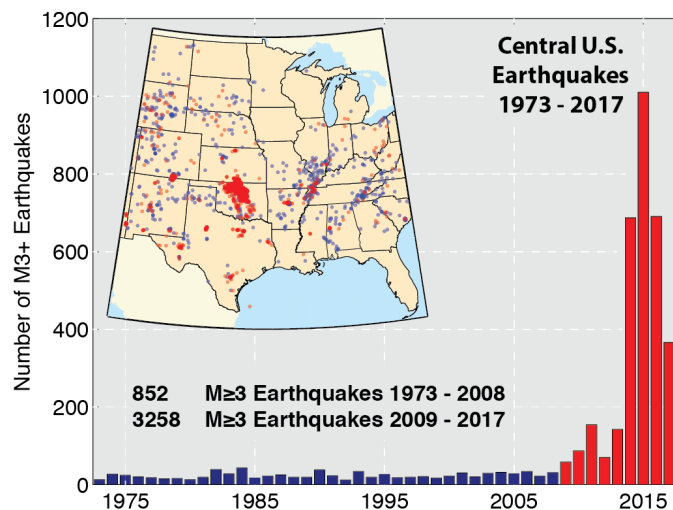 Central U.S.
Earthquakes
1973 - 2017
Number of M3+ Earthquakes
1200
1000
800
600
400
200
0
852 M≥3 Earthquakes 1973 - 2008
3258 M≥3 Earthquakes 2009 - 2017
1975 1985 1995 2005 2015